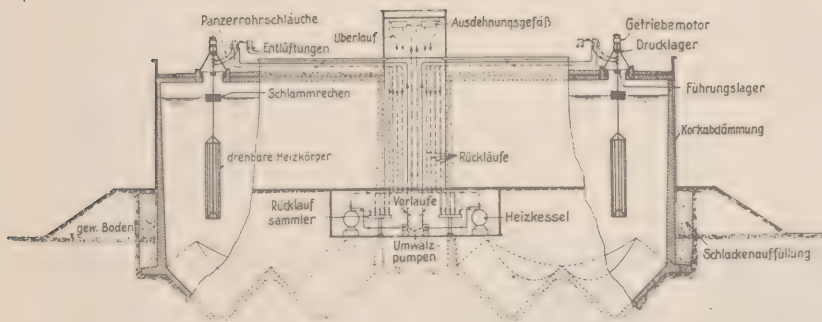 Panzerrohrschläuche
Entlüftungen
Überlauf
Ausdehnungsgefäß
Getriebemotor
Drucklager
Schlammrechen
Führungslager
Korkabdämmung
drehbare Heizkörper
Rückläufe
Rücklauf
sammler
Vorlaufe
Heizkessel
gew. Boden
Umwälz-
pumpen
Schlackenauffüllung